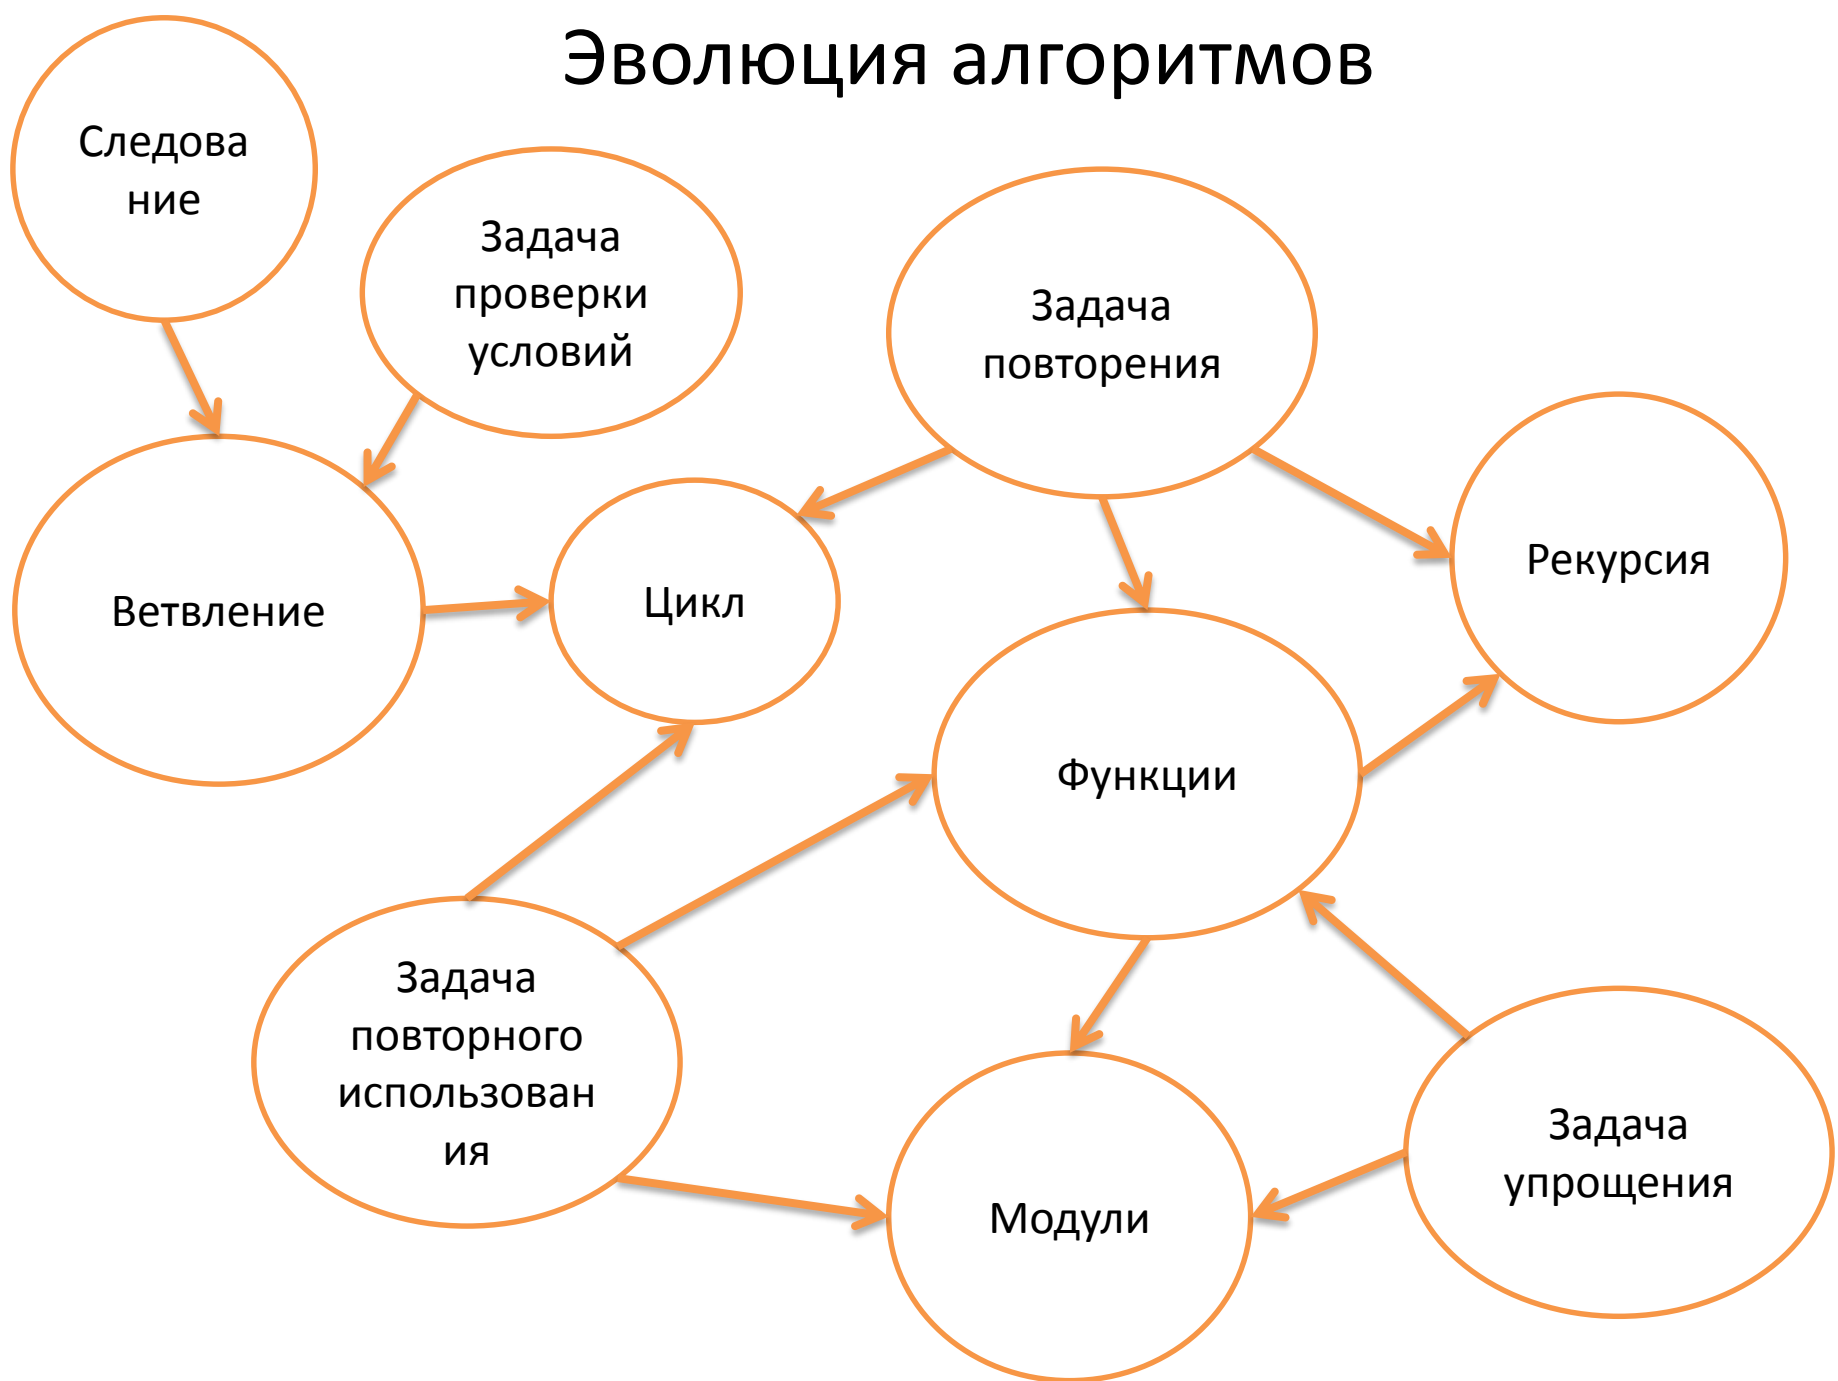 Эволюция алгоритмов
Следова
ние
Задача
проверки
условий
Задача
повторения
Рекурсия
Ветвление
Цикл
Функции
Задача
повторного
использован
ия
Модули
Задача
упрощения